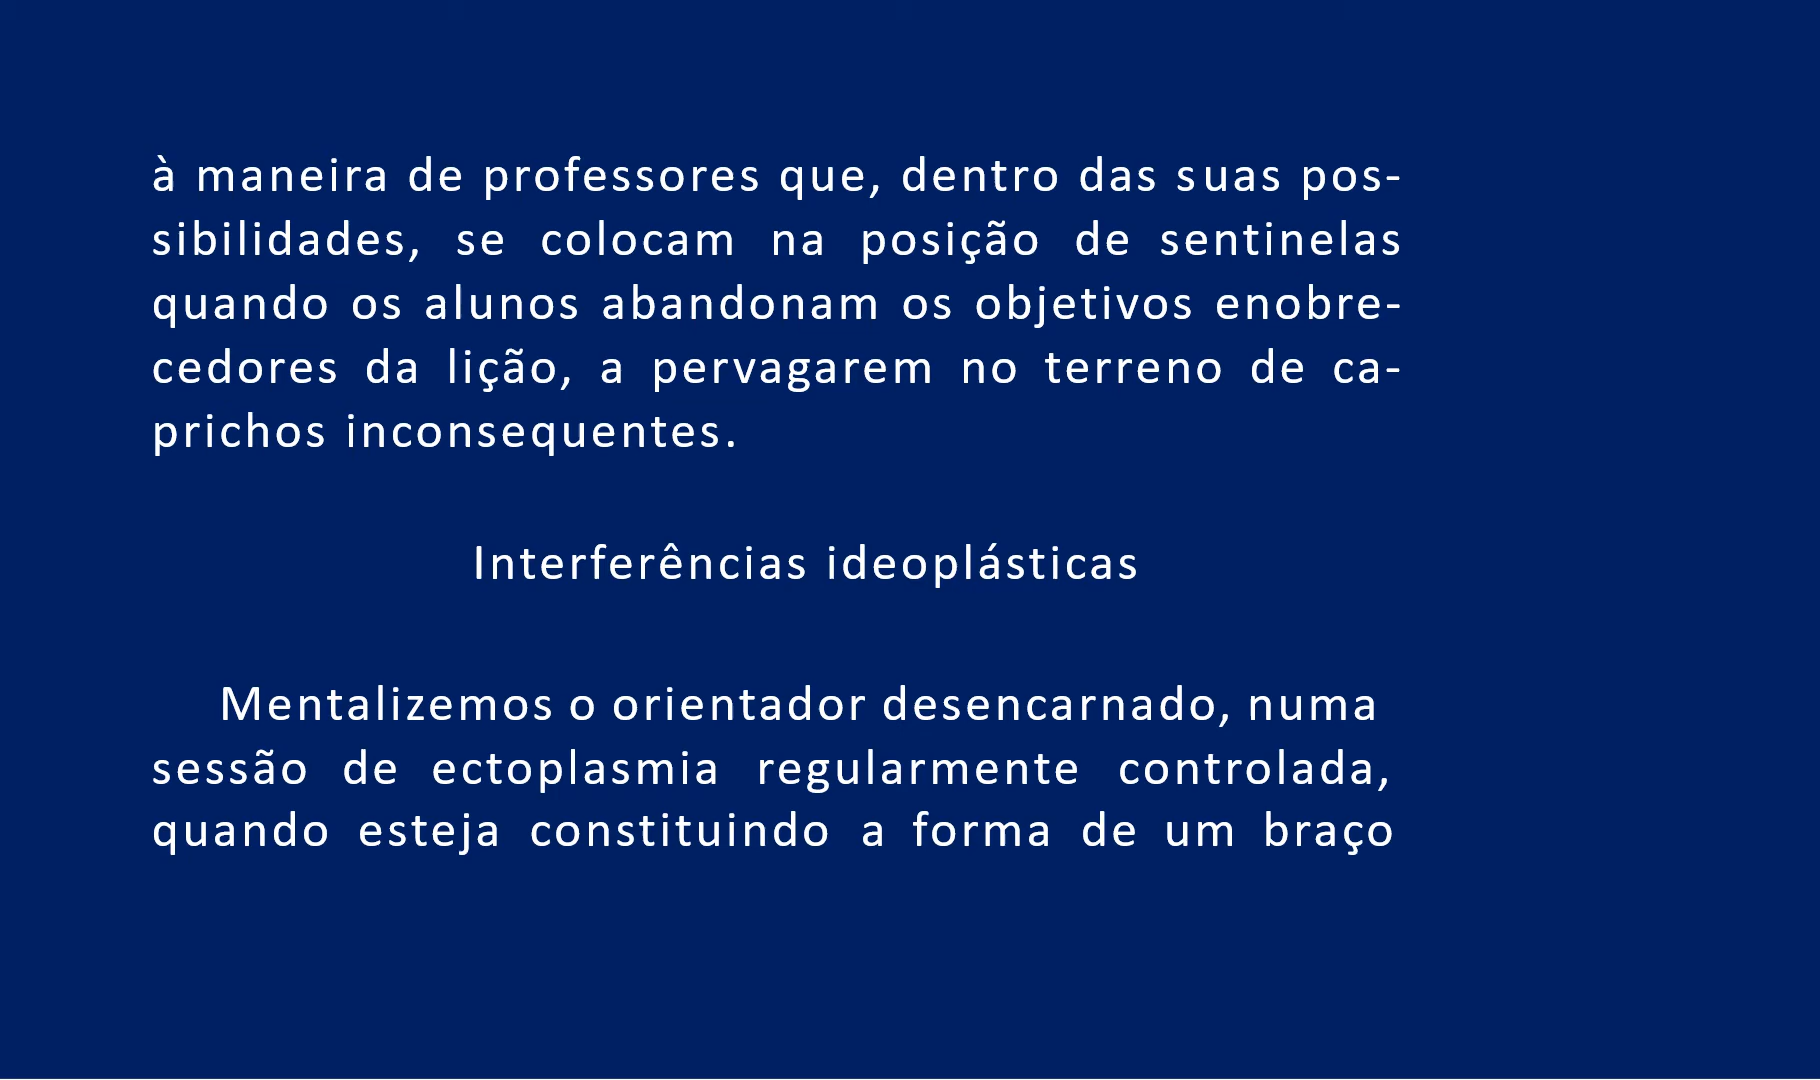 à maneira de professores que, dentro das suas pos-
sibilidades, se colocam na posição de sentinelas
quando os alunos abandonam os objetivos enobre-
cedores da lição, a pervagarem no terreno de ca-
prichos inconsequentes.
Interferências ideoplásticas
Mentalizemos o orientador desencarnado, numa
sessão de ectoplasmia regularmente controlada,
quando esteja constituindo a forma de um braço